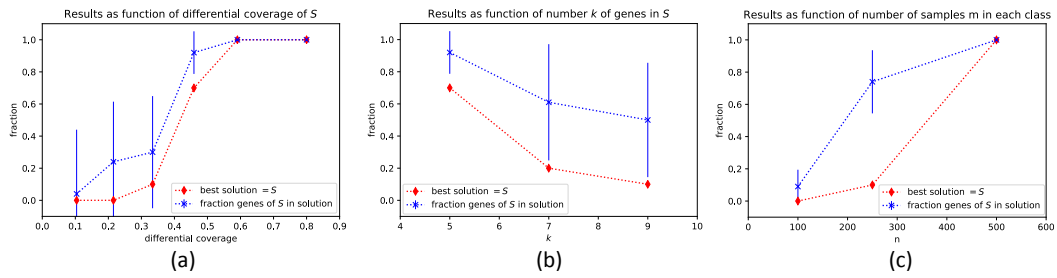 Results as function of differential coverage of S
fraction
1.0
0.8
0.6
0.4
0.2
0.0
best solution = S
fraction genes of S in solution
0.0 0.1 0.2 0.3 0.4 0.5 0.6 0.7 0.8 0.9
differential coverage
(a)
Results as function of number k of genes in S
fraction
1.0
0.8
0.6
0.4
0.2
0.0
best solution = S
fraction genes of S in solution
4 5 6 7 8 9 10
k
(b)
Results as function of number of samples m in each class
fraction
1.0
0.8
0.6
0.4
0.2
0.0
best solution = S
fraction genes of S in solution
0 100 200 300 400 500 600
n
(c)